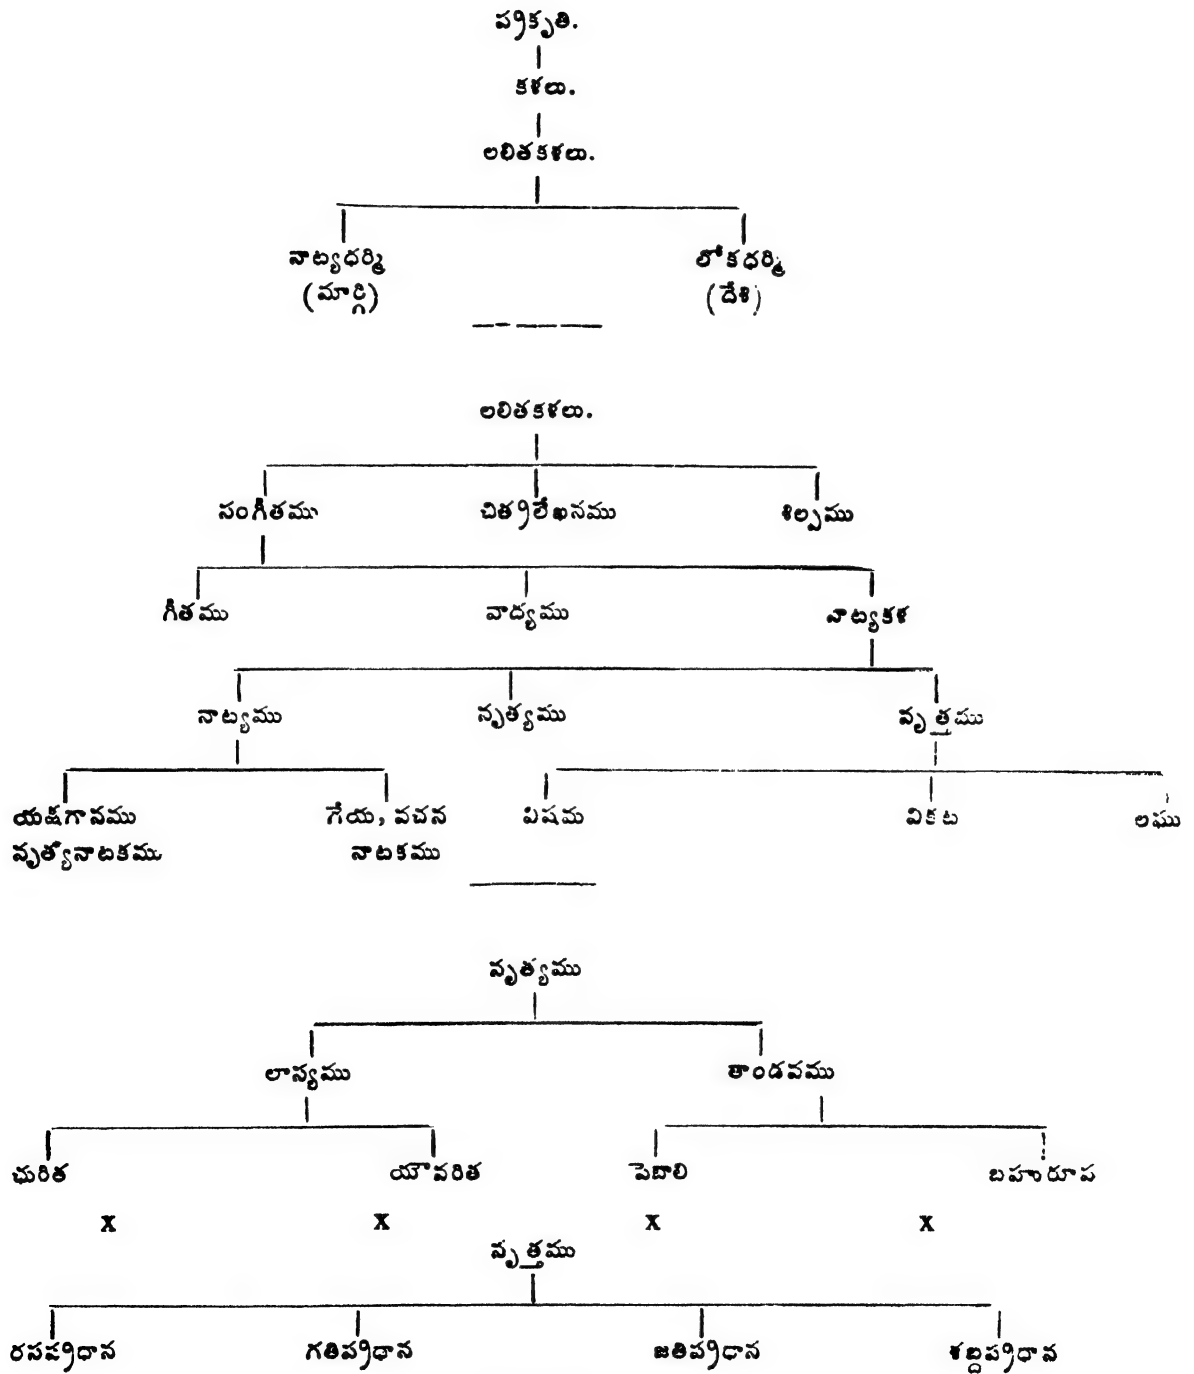 ప్రకృతి.
కళలు.
లలితకళలు.
నాట్యధర్మి లోకధర్మి
(మార్గి) (దేశి)
లలితకళలు.
సంగీతము చిత్రలేఖనము శిల్పము
గీతము వాద్యము నాట్యకళ
నాట్యము నృత్యము నృత్తము
యక్షగానము గేయ, వచన విషమ వికట లఘు
నృత్యనాటకము నాటకము
నృత్యము
లాస్యము తాండవము
ఛురిత యౌవరిత పెబాలి బహురూప
x x x x
నృత్తము
రసప్రధాన గతిప్రధాన జతిప్రధాన శబ్దప్రధాన